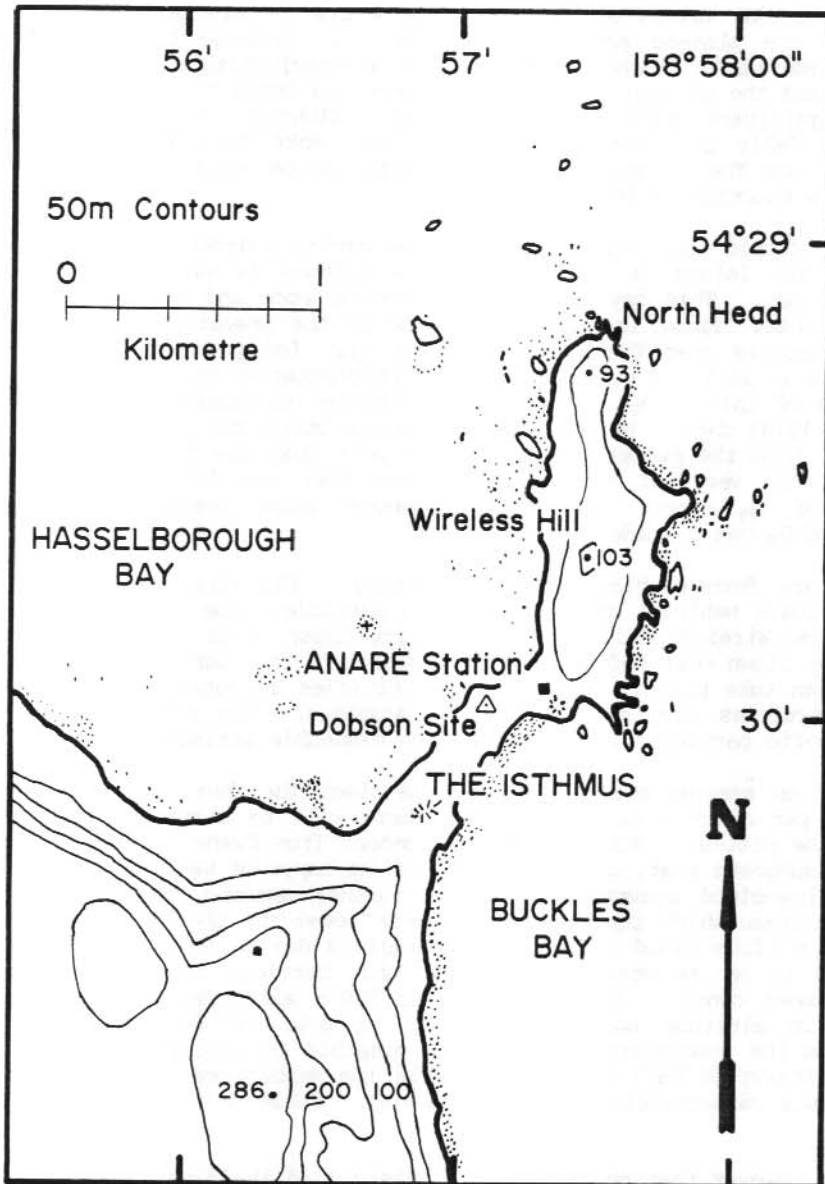 56' 57' 158°58'00"
50m Contours
54°29'
0 1
North Head
Kilometre
93
Wireless Hill
HASSELBOROUGH
BAY
103
ANARE Station
Dobson Site
30'
THE ISTHMUS
N
BUCKLES
BAY
286 200 100